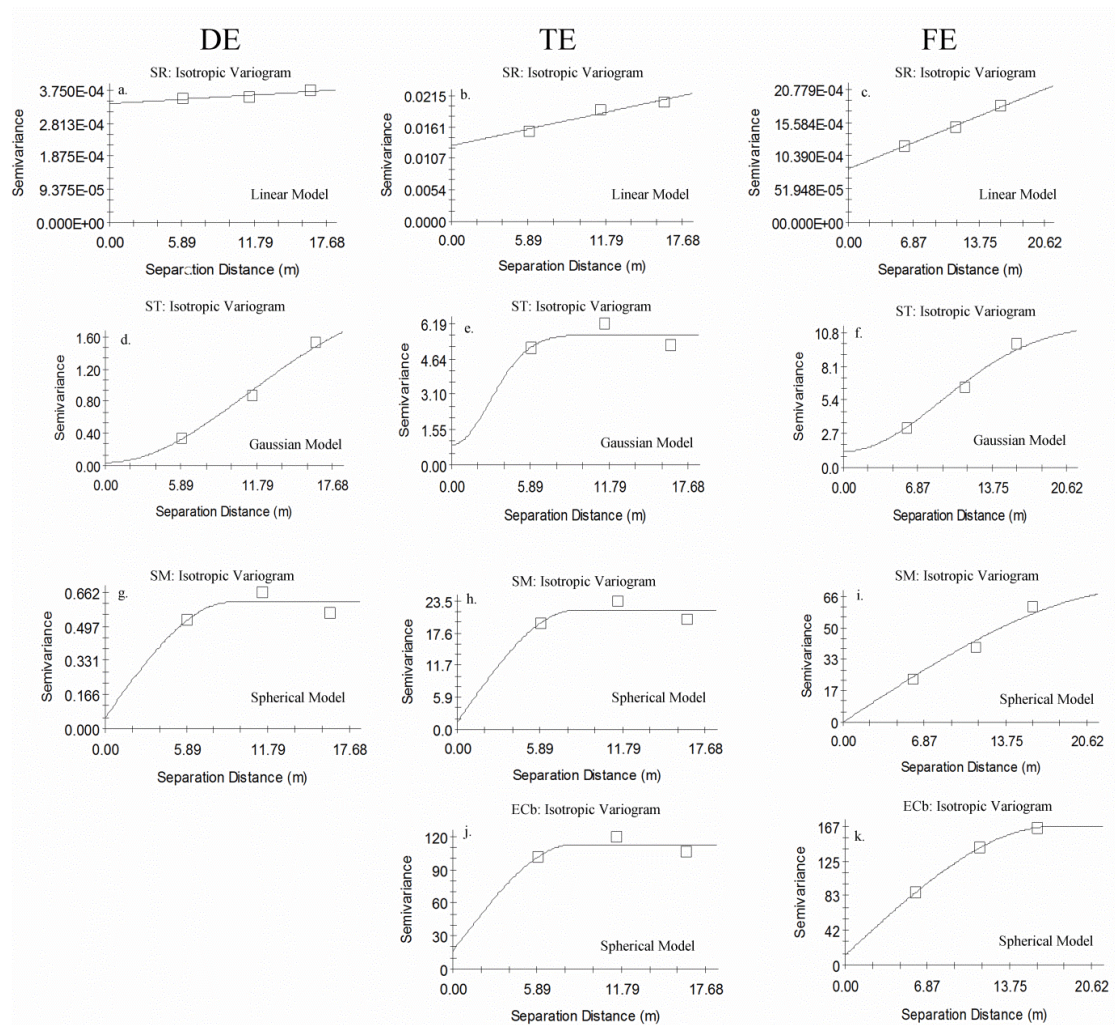 DE
TE
FE
SR: Isotropic Variogram
a.
Semivariance
3.750E-04
2.813E-04
1.875E-04
9.375E-05
0.000E+00
Linear Model
0.00 5.89 11.79 17.68
Separation Distance (m)
SR: Isotropic Variogram
b.
Semivariance
0.0215
0.0161
0.0107
0.0054
0.0000
Linear Model
0.00 5.89 11.79 17.68
Separation Distance (m)
SR: Isotropic Variogram
c.
Semivariance
20.779E-04
15.584E-04
10.390E-04
51.948E-05
00.000E+00
Linear Model
0.00 6.87 13.75 20.62
Separation Distance (m)
ST: Isotropic Variogram
d.
Semivariance
1.60
1.20
0.80
0.40
0.00
Gaussian Model
0.00 5.89 11.79 17.68
Separation Distance (m)
ST: Isotropic Variogram
e.
Semivariance
6.19
4.64
3.10
1.55
0.00
Gaussian Model
0.00 5.89 11.79 17.68
Separation Distance (m)
ST: Isotropic Variogram
f.
Semivariance
10.8
8.1
5.4
2.7
0.0
Gaussian Model
0.00 6.87 13.75 20.62
Separation Distance (m)
SM: Isotropic Variogram
g.
Semivariance
0.662
0.497
0.331
0.166
0.000
Spherical Model
0.00 5.89 11.79 17.68
Separation Distance (m)
SM: Isotropic Variogram
h.
Semivariance
23.5
17.6
11.7
5.9
0.0
Spherical Model
0.00 5.89 11.79 17.68
Separation Distance (m)
SM: Isotropic Variogram
i.
Semivariance
66
50
33
17
0
Spherical Model
0.00 6.87 13.75 20.62
Separation Distance (m)
ECb: Isotropic Variogram
j.
Semivariance
120
90
60
30
0
Spherical Model
0.00 5.89 11.79 17.68
Separation Distance (m)
ECb: Isotropic Variogram
k.
Semivariance
167
125
83
42
0
Spherical Model
0.00 6.87 13.75 20.62
Separation Distance (m)